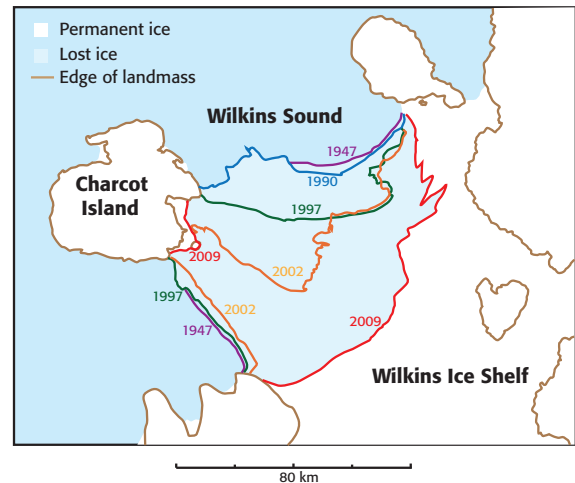 Permanent ice
Lost ice
Edge of landmass
Wilkins Sound
1947
1990
Charcot
Island
1997
2009
2002
1997
2002
1947
2009
Wilkins Ice Shelf
80 km